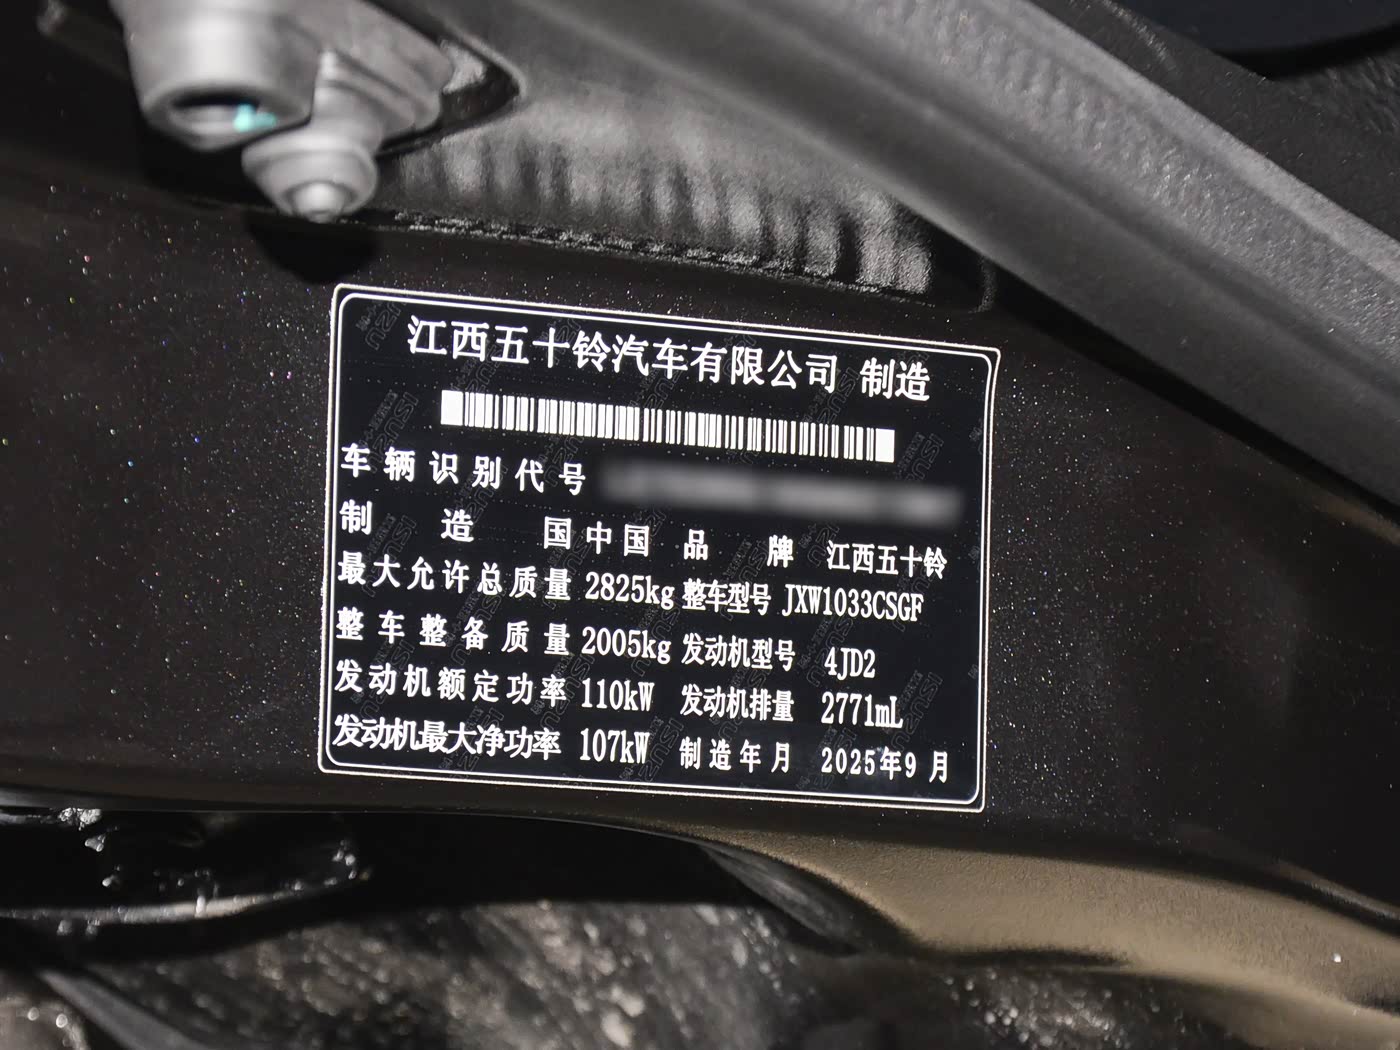 江西五十铃汽车有限公司 制造
车辆识别代号
制造国 中国 品牌 江西五十铃
最大允许总质量 2825kg 整车型号 JXW1033CSGF
整车整备质量 2005kg 发动机型号 4JD2
发动机额定功率 110kW 发动机排量 2771mL
发动机最大净功率 107kW 制造年月 2025年9月